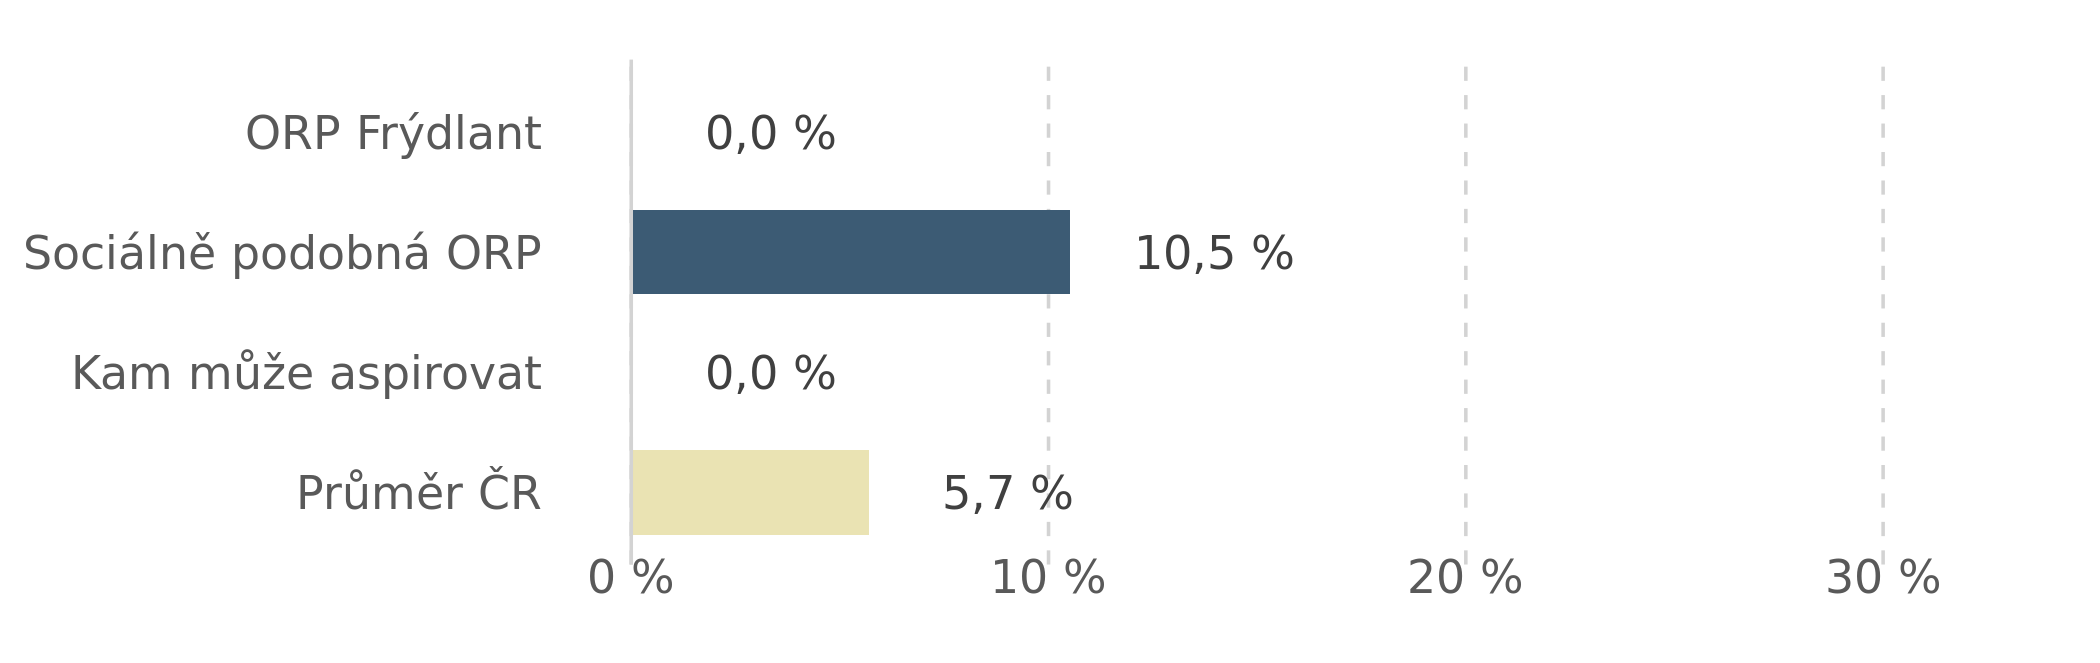 ORP Frýdlant 0,0 %
Sociálně podobná ORP 10,5 %
Kam může aspirovat 0,0 %
Průměr ČR 5,7 %
0 % 10 % 20 % 30 %